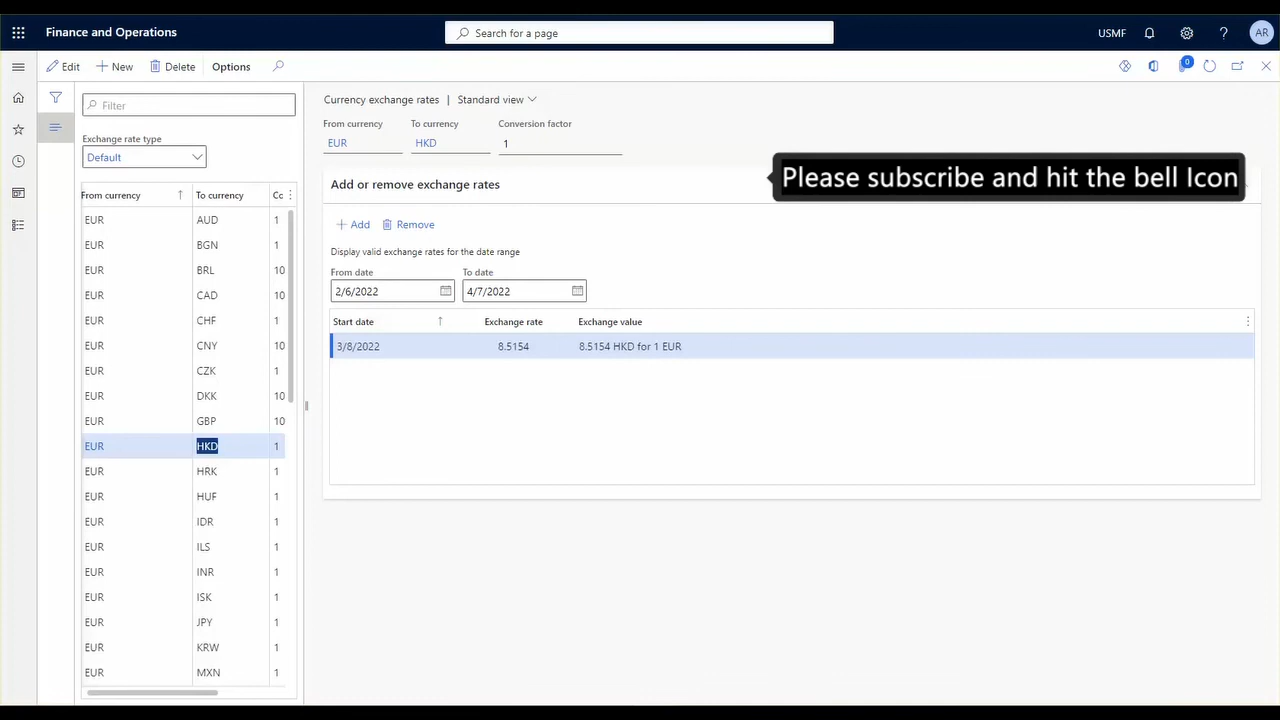 Finance and Operations
Search for a page
USMF
AR
Edit
New
Delete
Options
0
Filter
Exchange rate type
Default
From currency To currency Cc
EUR AUD 1
EUR BGN 1
EUR BRL 10
EUR CAD 10
EUR CHF 1
EUR CNY 10
EUR CZK 1
EUR DKK 10
EUR GBP 10
EUR HKD 1
EUR HRK 1
EUR HUF 1
EUR IDR 1
EUR ILS 1
EUR INR 1
EUR ISK 1
EUR JPY 1
EUR KRW 1
EUR MXN 1
Currency exchange rates | Standard view
From currency To currency Conversion factor
EUR HKD 1
Please subscribe and hit the bell Icon
Add or remove exchange rates
Add Remove
Display valid exchange rates for the date range
From date To date
2/6/2022 4/7/2022
Start date Exchange rate Exchange value
3/8/2022 8.5154 8.5154 HKD for 1 EUR